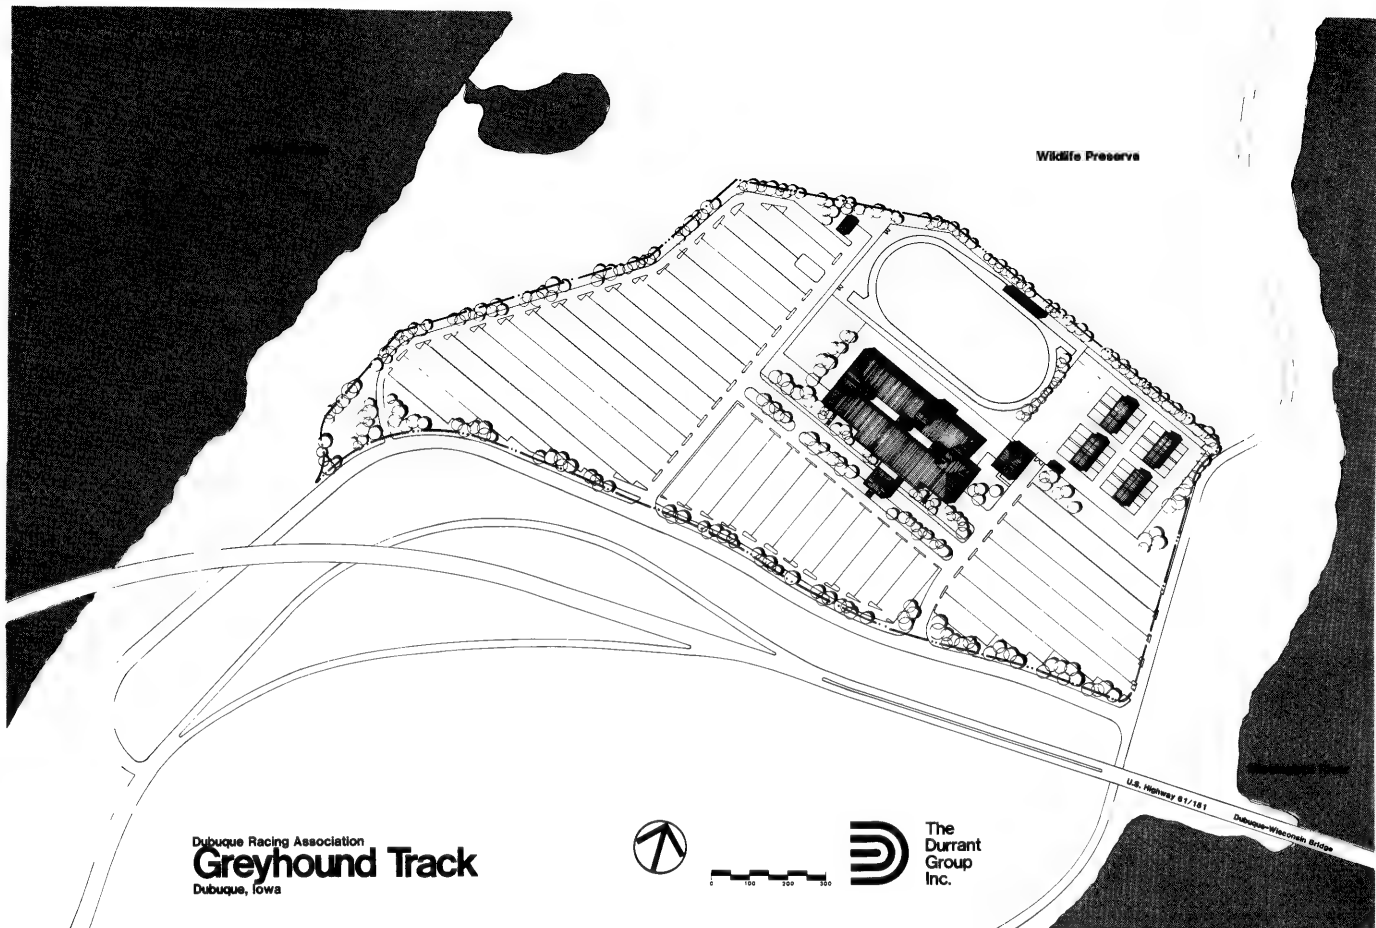 Wildlife Preserve
U.S. Highway 61/151
Dubuque-Wisconsin Bridge
Dubuque Racing Association
Greyhound Track
Dubuque, Iowa
0 100 200 300
The
Durrant
Group
Inc.